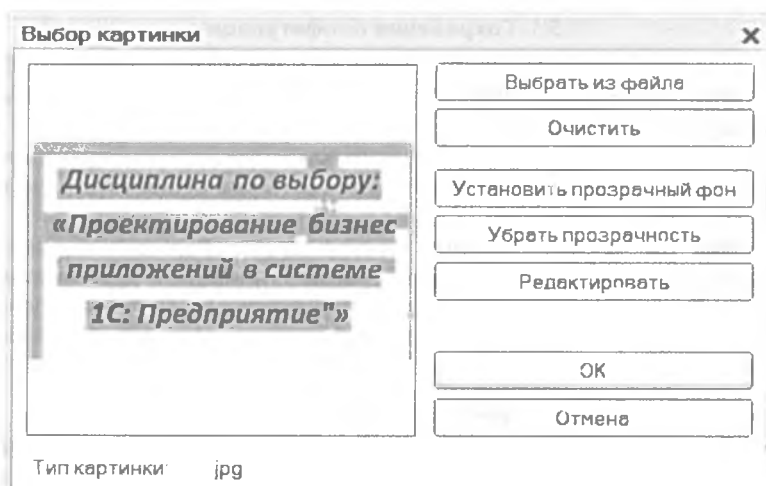 Выбор картинки
Дисциплина по выбору:
«Проектирование бизнес
приложений в системе
1С: Предприятие"»
Выбрать из файла
Очистить
Установить прозрачный фон
Убрать прозрачность
Редактировать
ОК
Отмена
Тип картинки: jpg